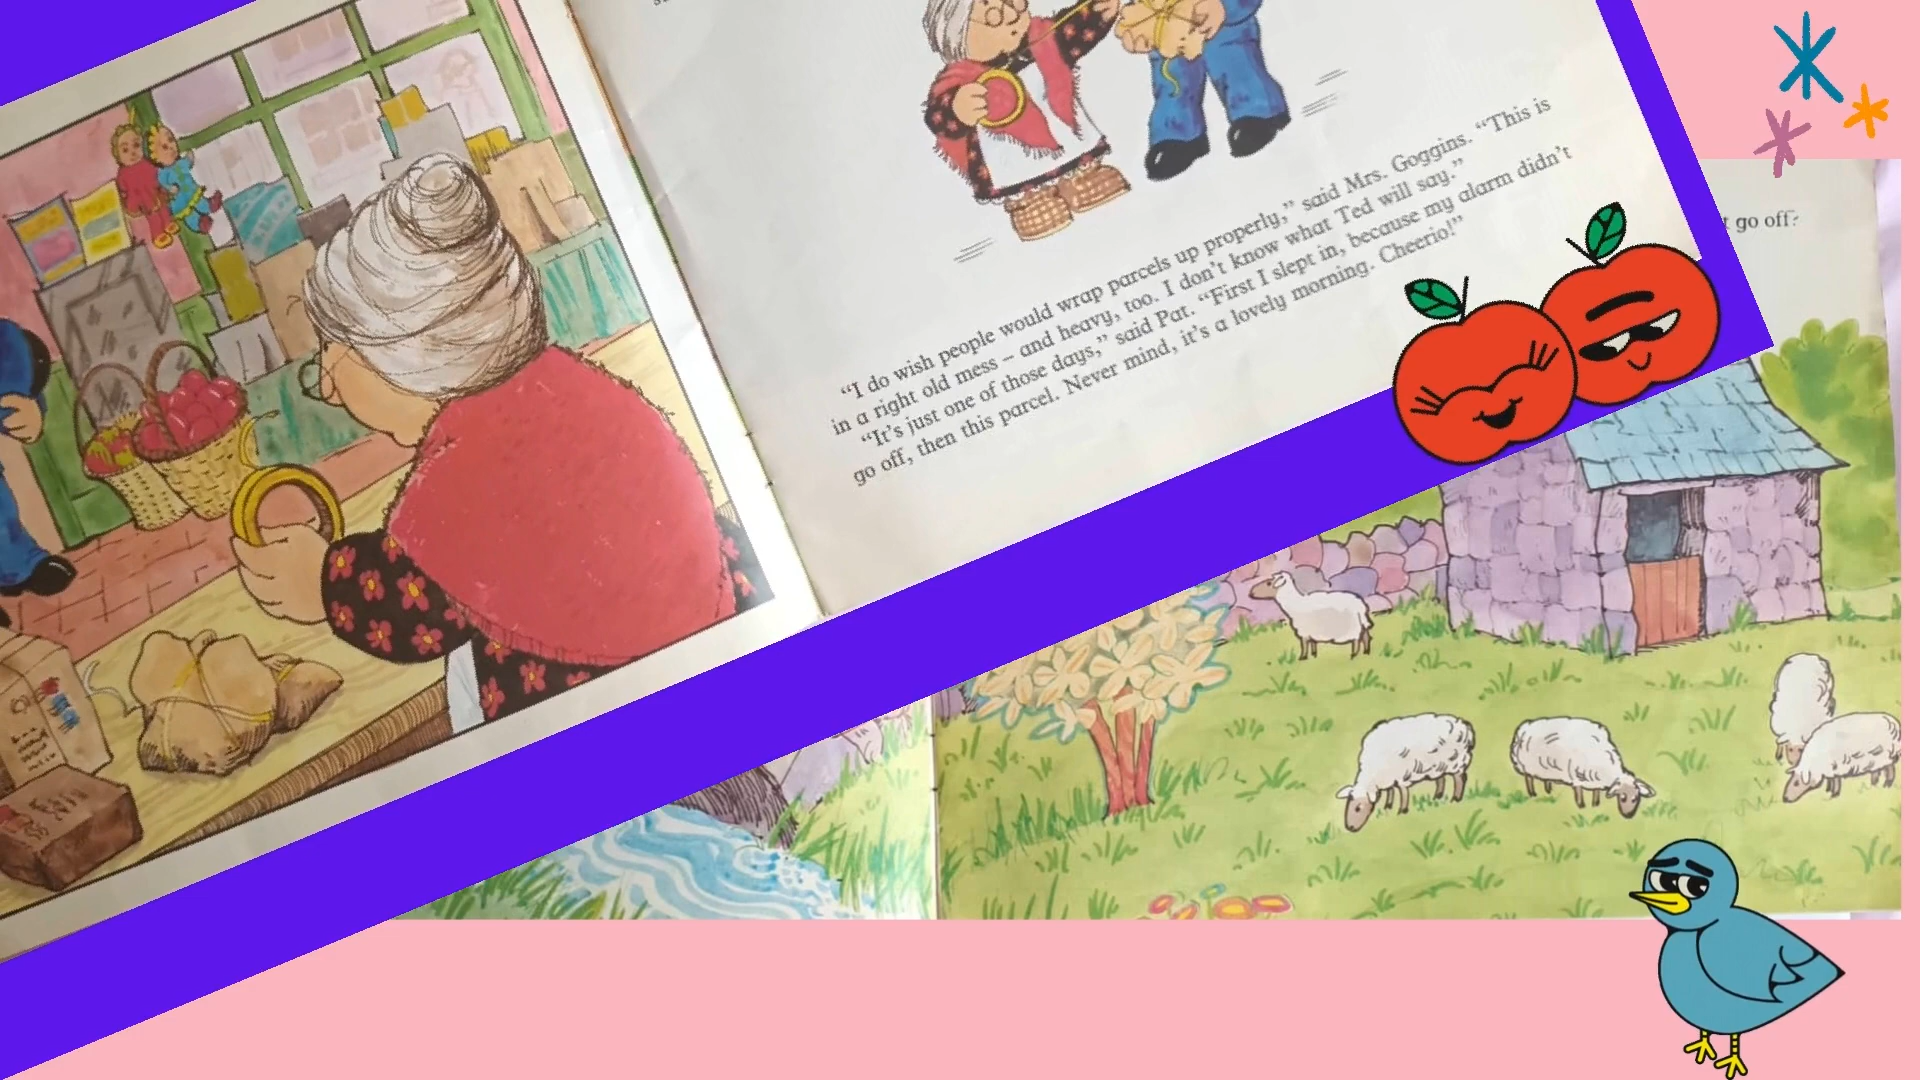 “I do wish people would wrap parcels up properly,” said Mrs. Goggins. “This is
in a right old mess – and heavy, too. I don’t know what Ted will say.”
“It’s just one of those days,” said Pat. “First I slept in, because my alarm didn’t
go off, then this parcel. Never mind, it’s a lovely morning. Cheerio!”
go off?